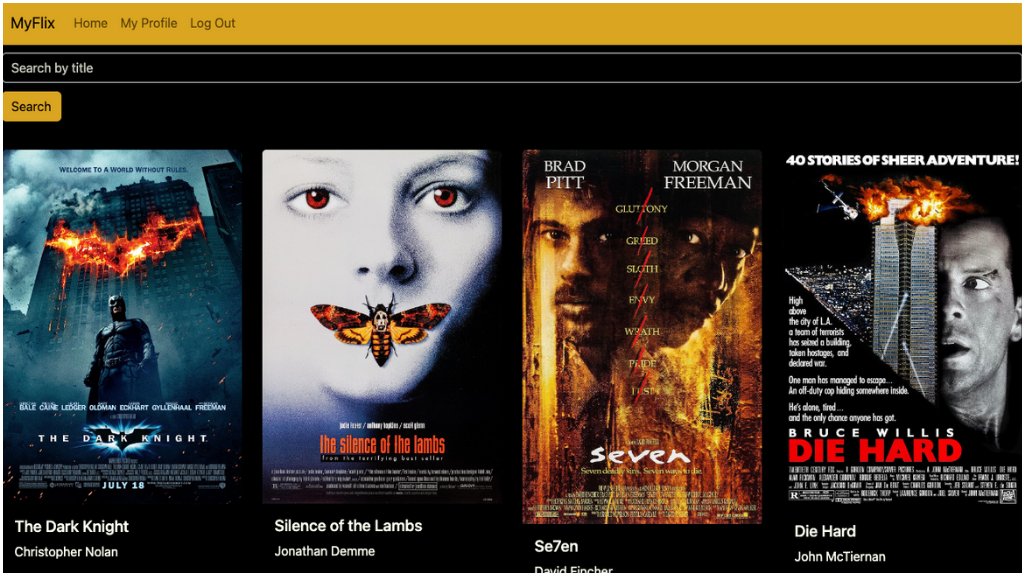 MyFlix Home My Profile Log Out
Search by title
Search
WELCOME TO A WORLD WITHOUT RULES.
BALE CAINE LEDGER OLDMAN ECKHART GYLLENHAAL FREEMAN
THE DARK KNIGHT
JULY 18
The Dark Knight
Christopher Nolan
jodie foster / anthony hopkins / scott glenn
the silence of the lambs
from the terrifying best seller
Silence of the Lambs
Jonathan Demme
BRAD PITT
MORGAN FREEMAN
GLUTTONY
GREED
SLOTH
ENVY
WRATH
PRIDE
LUST
seven
Seven deadly sins. Seven ways to die.
Se7en
David Fincher
40 STORIES OF SHEER ADVENTURE!
High
above
the city of L.A.
a team of terrorists
has seized a building,
taken hostages, and
declared war.
One man has managed to escape...
An off-duty cop hiding somewhere inside.
He's alone, tired ...
and the only chance anyone has got.
BRUCE WILLIS
DIE HARD
R
Die Hard
John McTiernan